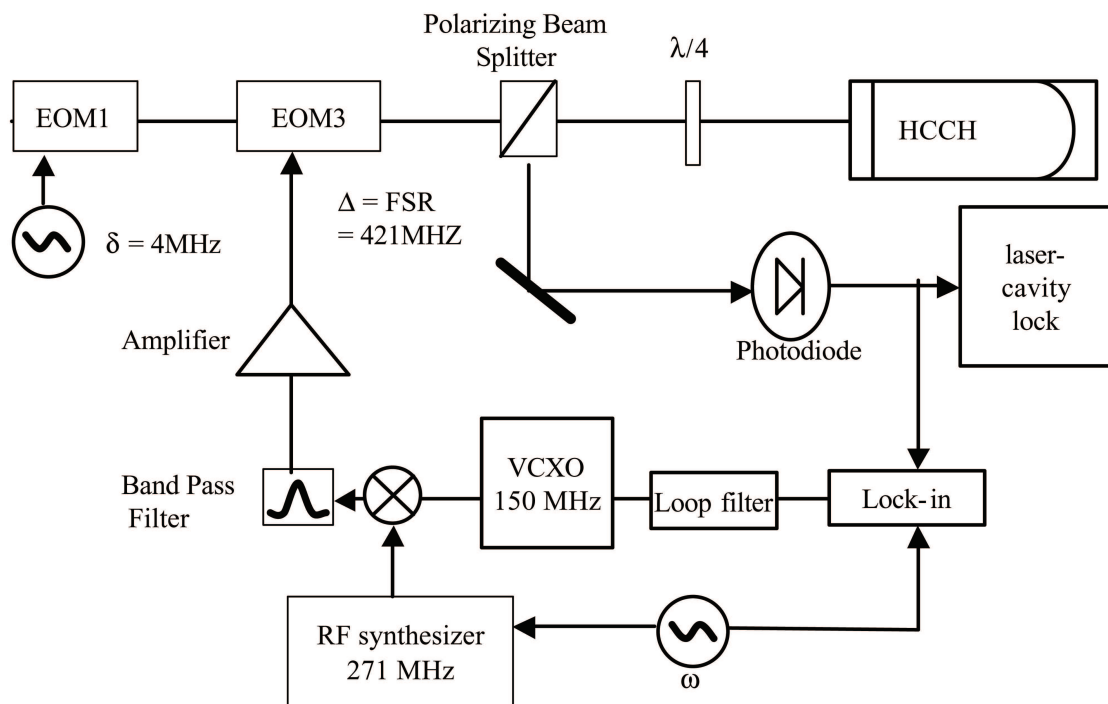 Polarizing Beam
Splitter
λ/4
EOM1
EOM3
HCCH
δ = 4MHz
Δ = FSR
= 421MHZ
laser-
cavity
lock
Amplifier
Photodiode
Band Pass
Filter
VCXO
150 MHz
Loop filter
Lock-in
RF synthesizer
271 MHz
ω